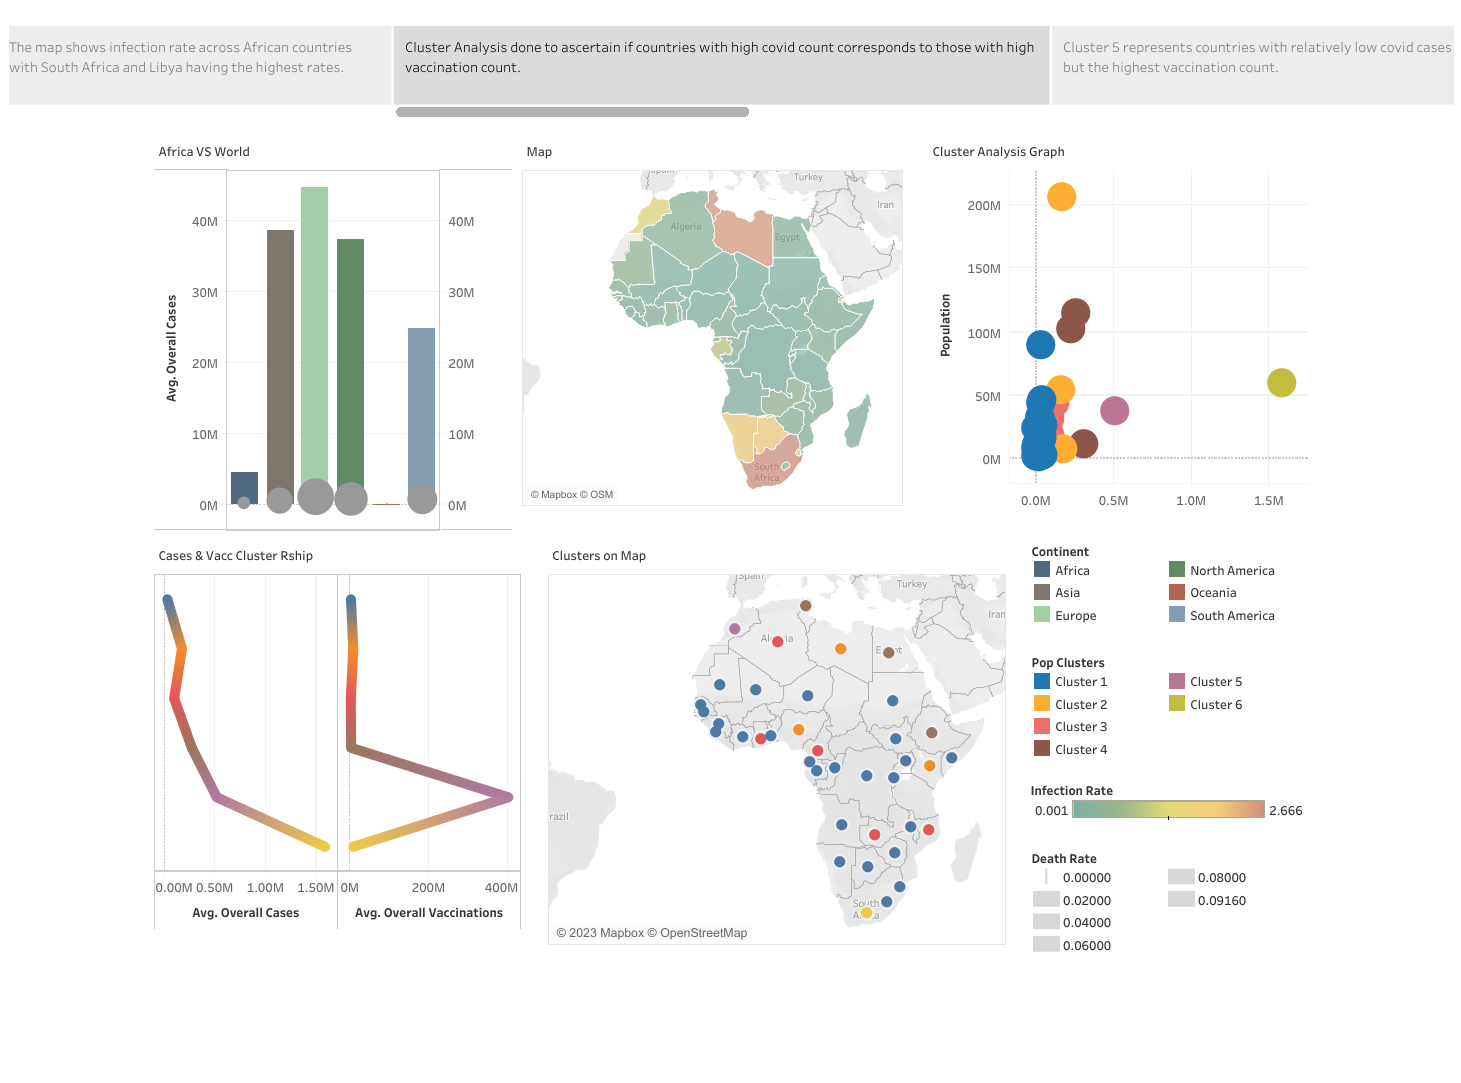 The map shows infection rate across African countries
with South Africa and Libya having the highest rates.
Cluster Analysis done to ascertain if countries with high covid count corresponds to those with high
vaccination count.
Cluster 5 represents countries with relatively low covid cases
but the highest vaccination count.
Africa VS World
40M
30M
20M
10M
0M
Avg. Overall Cases
40M
30M
20M
10M
0M
Map
Spain
Turkey
Iran
Algeria
Egypt
South
Africa
© Mapbox © OSM
Cluster Analysis Graph
Population
200M
150M
100M
50M
0M
0.0M 0.5M 1.0M 1.5M
Cases & Vacc Cluster Rship
0.00M 0.50M 1.00M 1.50M
Avg. Overall Cases
0M 200M 400M
Avg. Overall Vaccinations
Clusters on Map
Spain
Turkey
Iran
Algeria
Egypt
razil
South
Africa
© 2023 Mapbox © OpenStreetMap
Continent
Africa
Asia
Europe
North America
Oceania
South America
Pop Clusters
Cluster 1
Cluster 2
Cluster 3
Cluster 4
Cluster 5
Cluster 6
Infection Rate
0.001 2.666
Death Rate
0.00000
0.02000
0.04000
0.06000
0.08000
0.09160